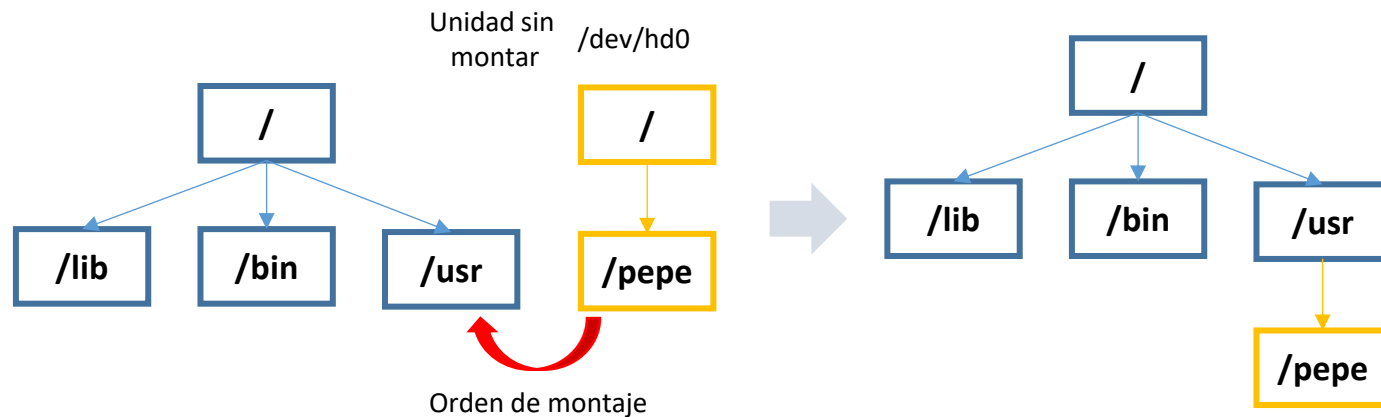 Unidad sin
montar
/dev/hd0
/
/lib
/bin
/usr
/
/pepe
Orden de montaje
/
/lib
/bin
/usr
/pepe